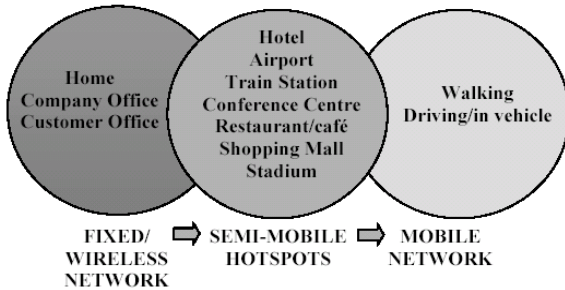 Home
Company Office
Customer Office
Hotel
Airport
Train Station
Conference Centre
Restaurant/café
Shopping Mall
Stadium
Walking
Driving/in vehicle
FIXED/
WIRELESS
NETWORK
SEMI-MOBILE
HOTSPOTS
MOBILE
NETWORK